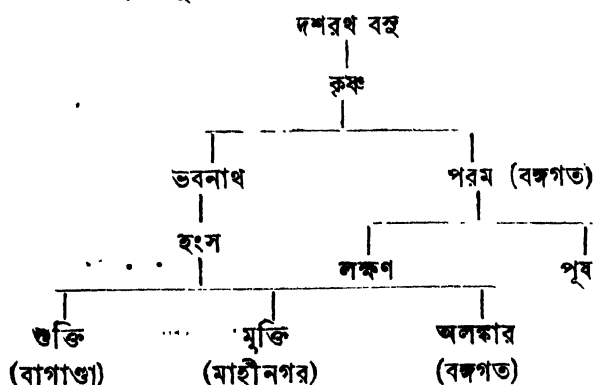 দশরথ বসু
কৃষ্ণ
ভবনাথ পরম (বঙ্গগত)
হংস
লক্ষণ পূষ
শুক্তি মুক্তি অলঙ্কার
(বাগাণ্ডা) (মাহীনগর) (বঙ্গগত)